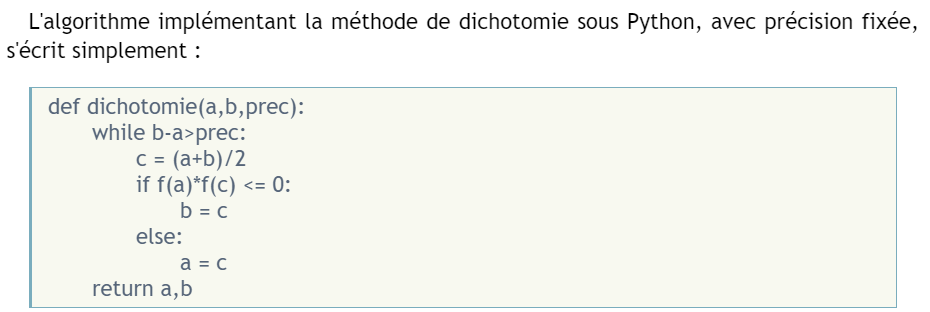 L'algorithme implémentant la méthode de dichotomie sous Python, avec précision fixée,
s'écrit simplement :
def dichotomie(a,b,prec):
    while b-a>prec:
        c = (a+b)/2
        if f(a)*f(c) <= 0:
            b = c
        else:
            a = c
    return a,b